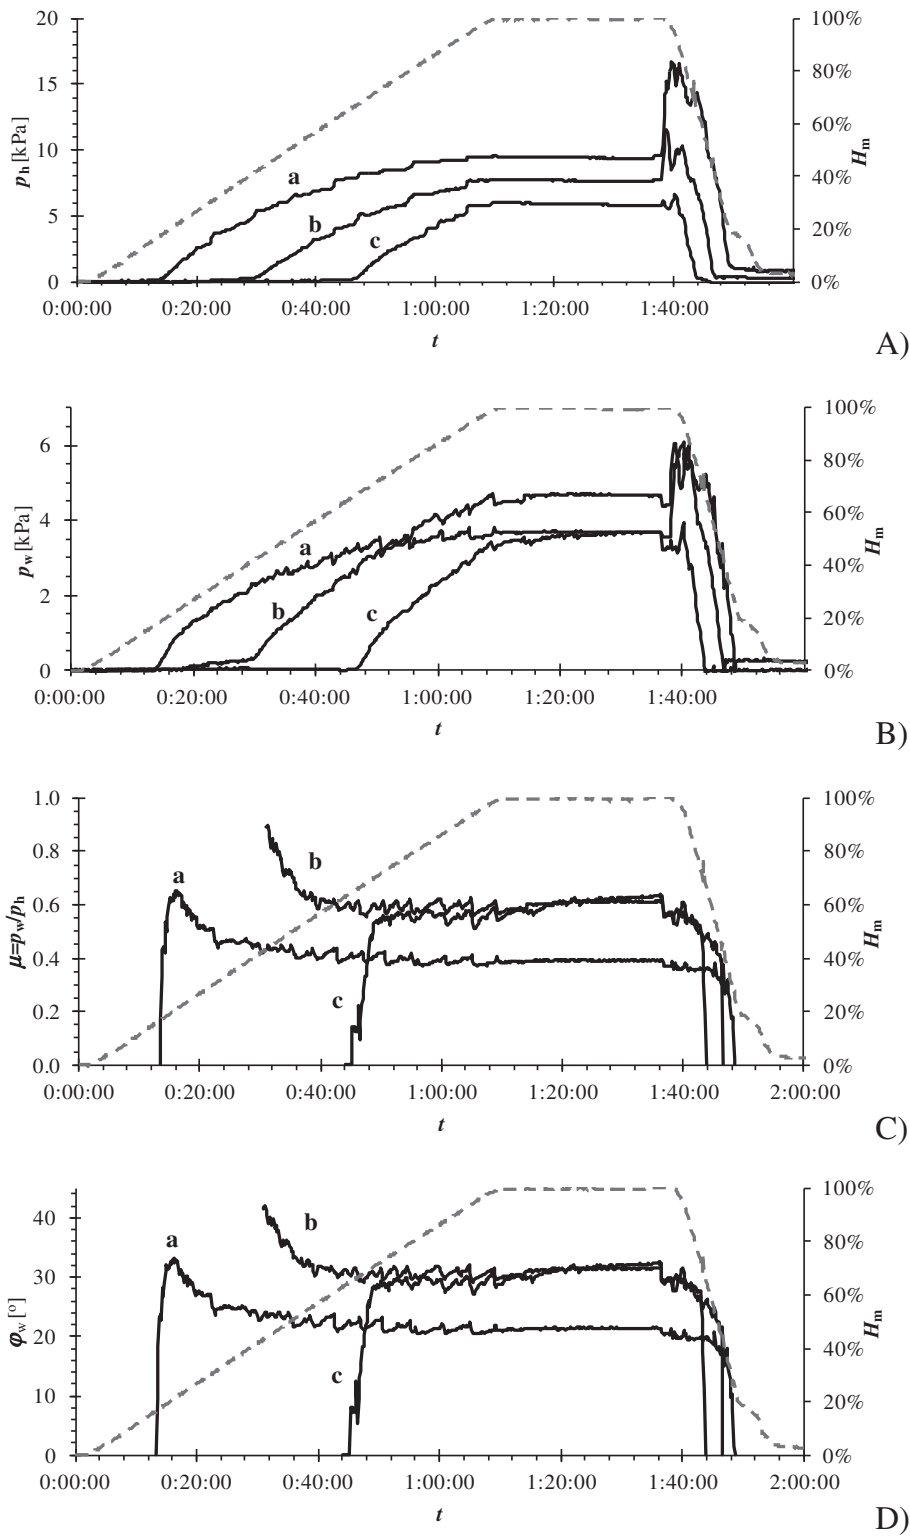 20
15
10
5
0
p_h [kPa]
a
b
c
100%
80%
60%
40%
20%
0%
H_m
0:00:00 0:20:00 0:40:00 1:00:00 1:20:00 1:40:00
t
A)
6
4
2
0
p_w [kPa]
a
b
c
100%
80%
60%
40%
20%
0%
H_m
0:00:00 0:20:00 0:40:00 1:00:00 1:20:00 1:40:00
t
B)
1.0
0.8
0.6
0.4
0.2
0.0
μ=p_w/p_h
a
b
c
100%
80%
60%
40%
20%
0%
H_m
0:00:00 0:20:00 0:40:00 1:00:00 1:20:00 1:40:00 2:00:00
t
C)
40
30
20
10
0
φ_w [º]
a
b
c
100%
80%
60%
40%
20%
0%
H_m
0:00:00 0:20:00 0:40:00 1:00:00 1:20:00 1:40:00 2:00:00
t
D)